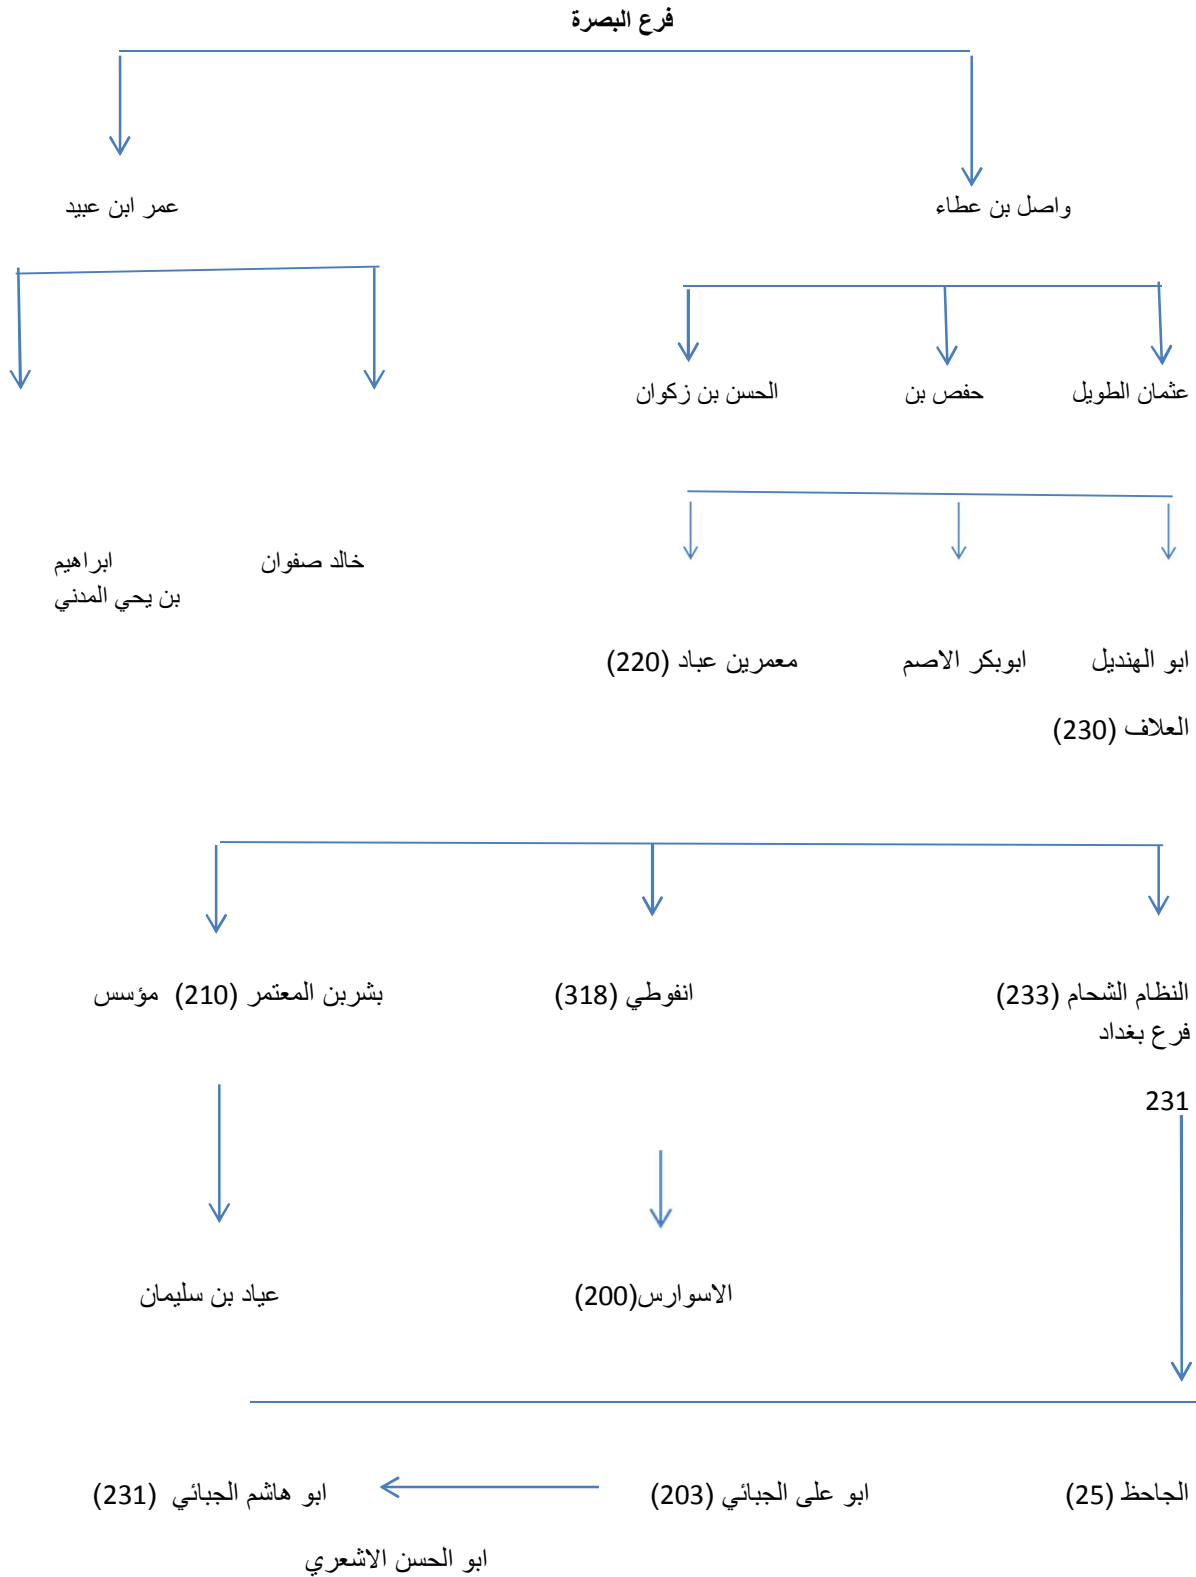 فرع البصرة
واصل بن عطاء
عمر ابن عبيد
عثمان الطويل
حفص بن
الحسن بن زكوان
خالد صفوان
ابراهيم
بن يحي المدني
ابو الهنديل
ابوبكر الاصم
معمرين عباد (220)
العلاف (230)
النظام الشحام (233)
انفوطي (318)
بشربن المعتمر (210) مؤسس
فرع بغداد
231
الاسوارس(200)
عياد بن سليمان
الجاحظ (25)
ابو على الجبائي (203)
ابو هاشم الجبائي (231)
ابو الحسن الاشعري